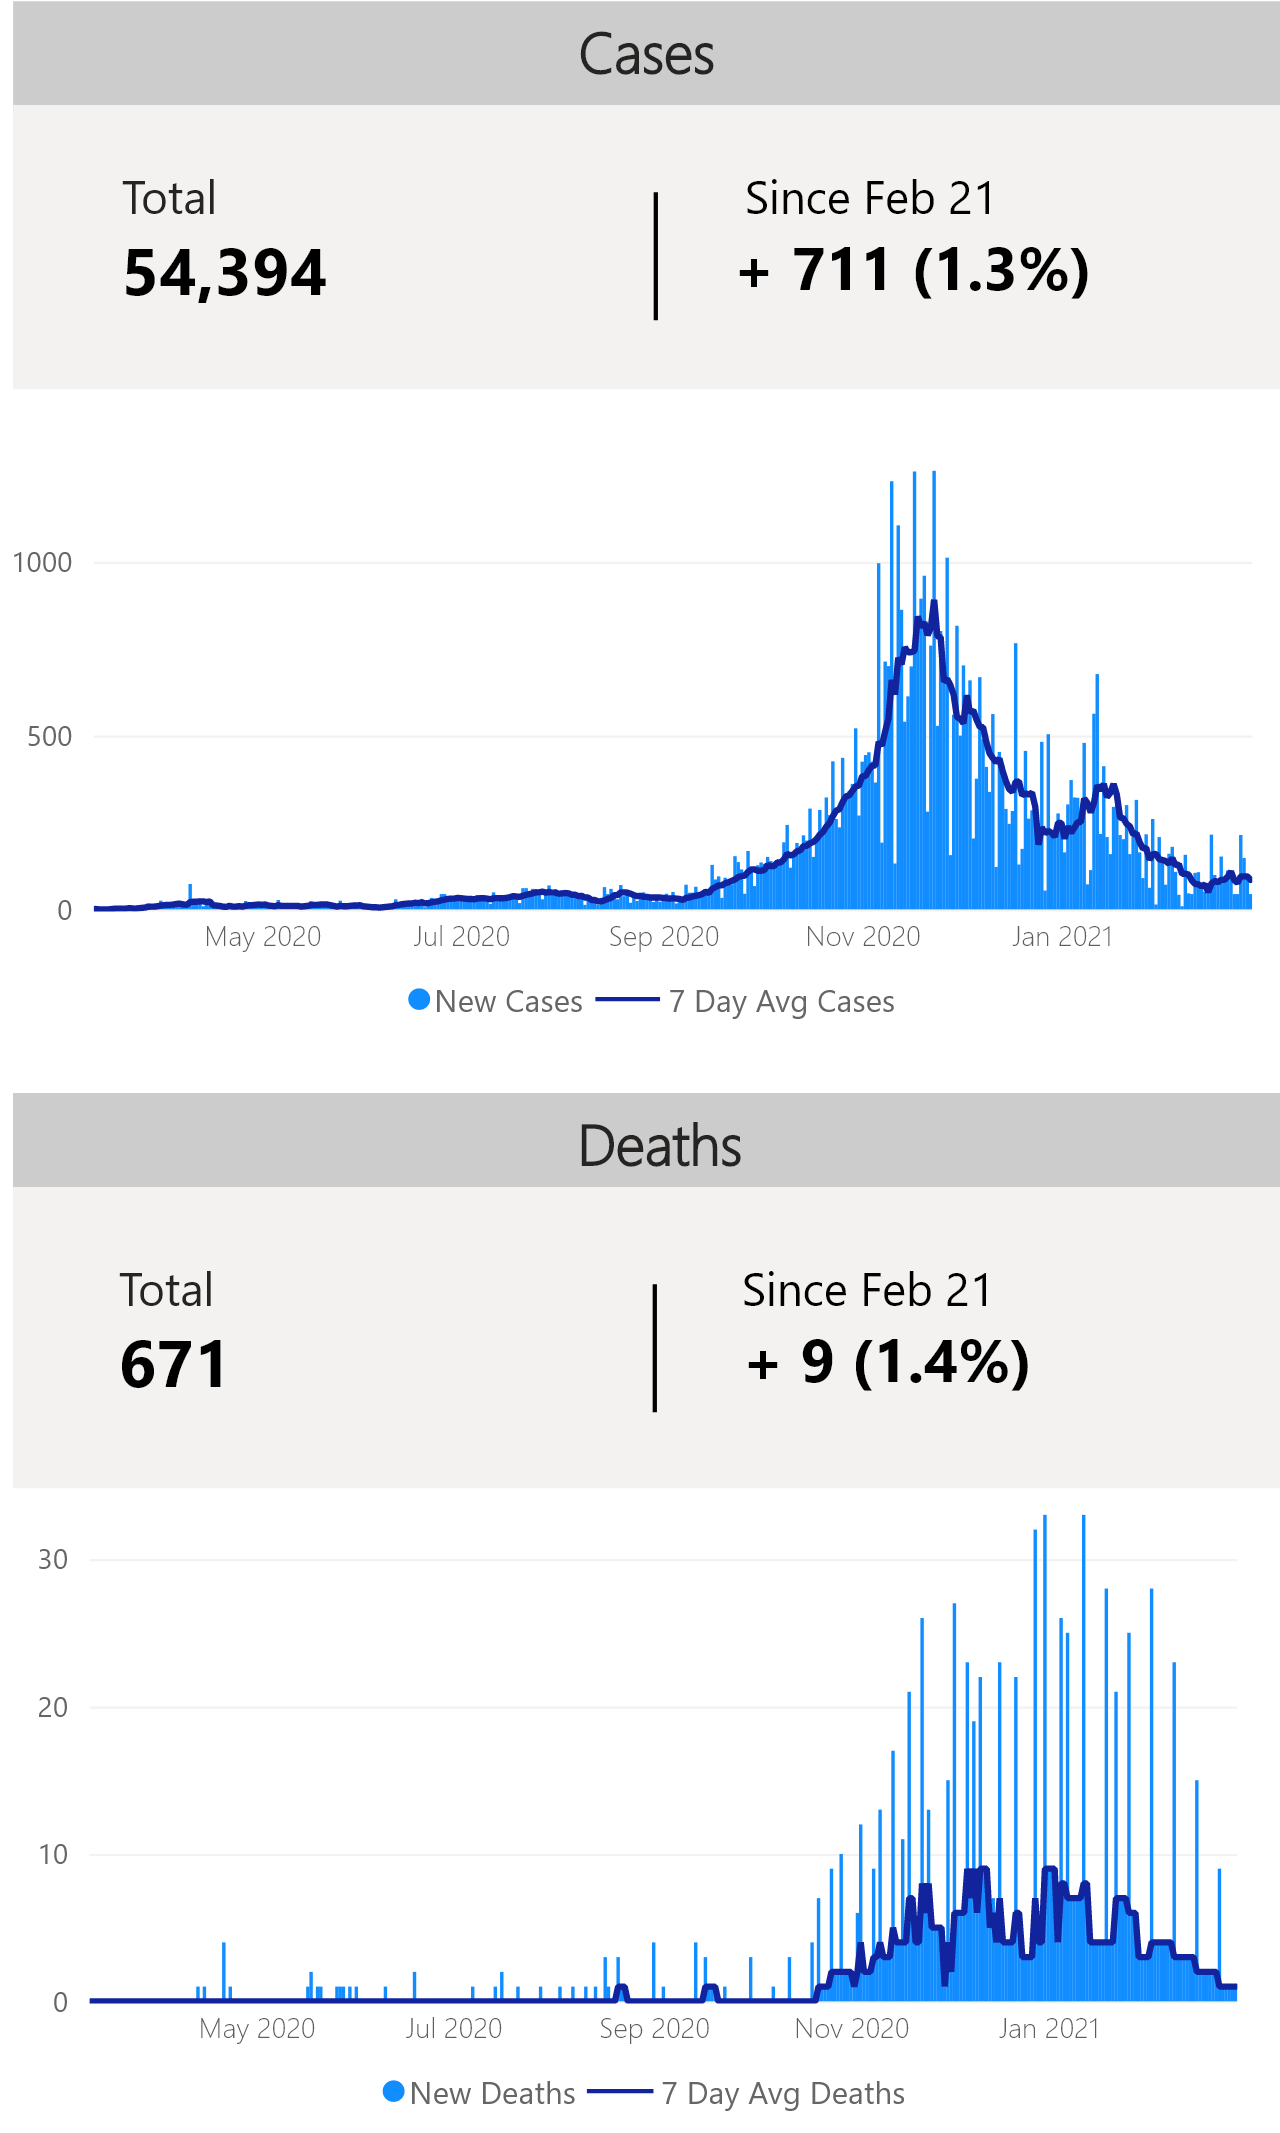 Cases
Total
Since Feb 21
54,394
+ 711 (1.3%)
1000
500
0
May 2020 Jul 2020 Sep 2020 Nov 2020 Jan 2021
New Cases 7 Day Avg Cases
Deaths
Total
Since Feb 21
671
+ 9 (1.4%)
30
20
10
0
May 2020 Jul 2020 Sep 2020 Nov 2020 Jan 2021
New Deaths 7 Day Avg Deaths